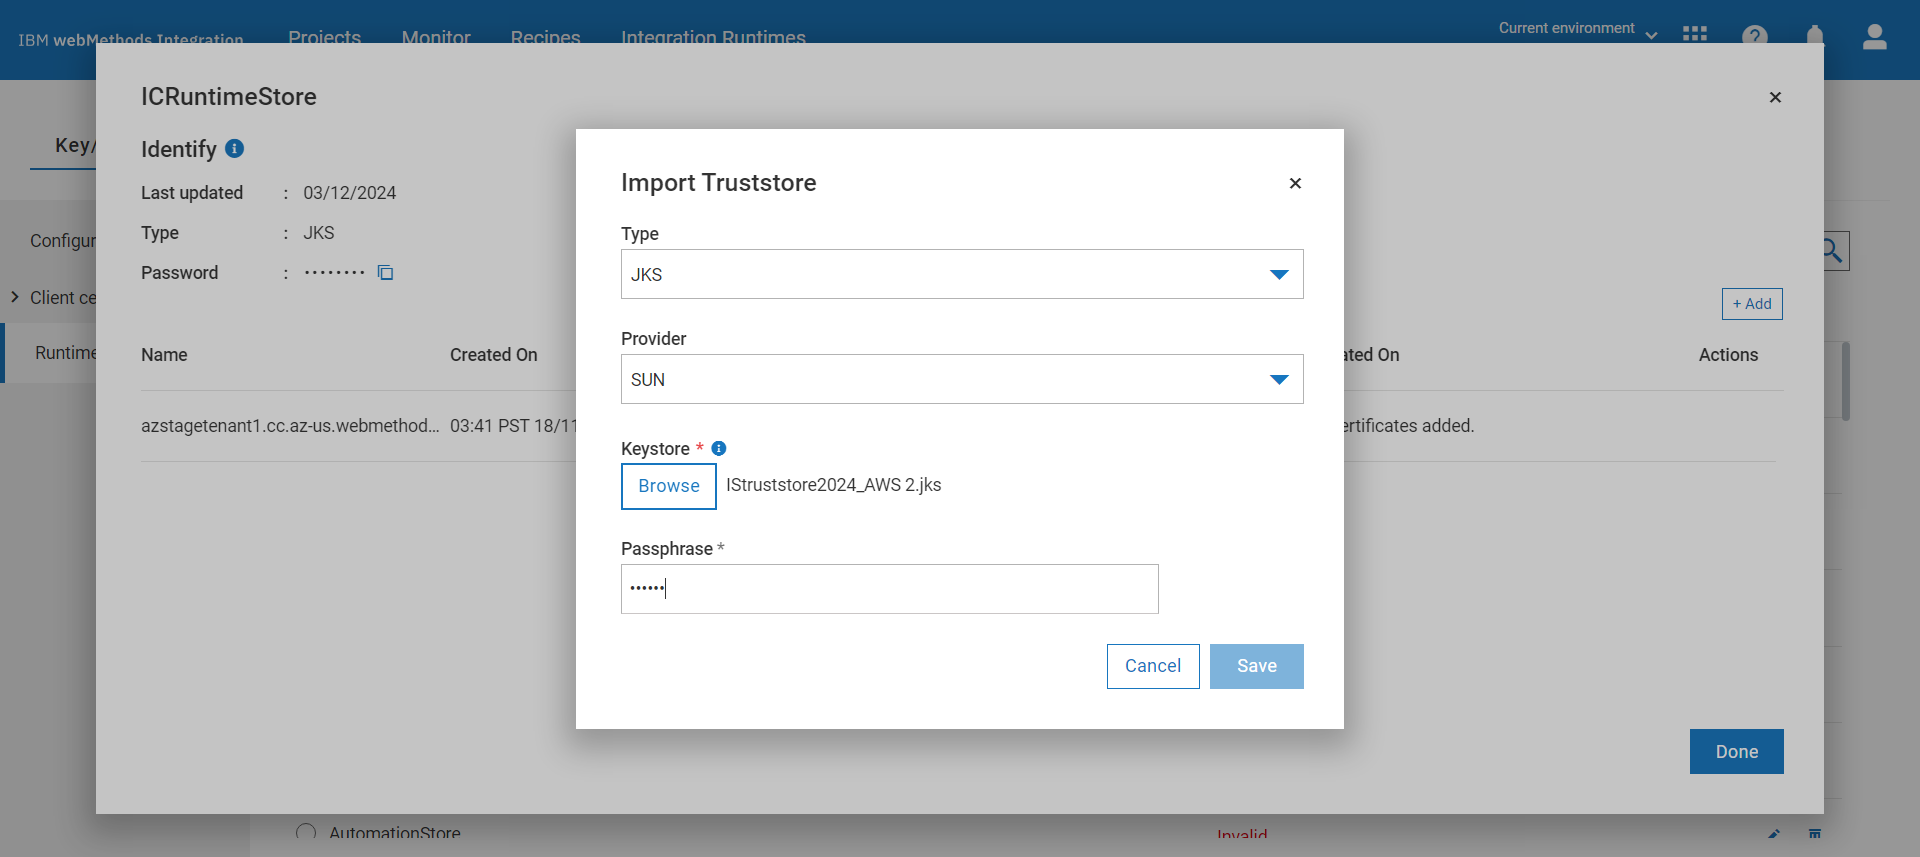 IBM webMethods Integration
Projects
Monitor
Recipes
Integration Runtimes
Current environment
ICRuntimeStore
Key/
Identify
Last updated : 03/12/2024
Type : JKS
Password : ••••••••
Configur
Client ce
Runtime
+ Add
Name
Created On
ated On
Actions
azstagetenant1.cc.az-us.webmethod...
03:41 PST 18/11
ertificates added.
Import Truststore
Type
JKS
Provider
SUN
Keystore *
Browse
IStruststore2024_AWS 2.jks
Passphrase *
••••••
Cancel
Save
Done
AutomationStore
Invalid